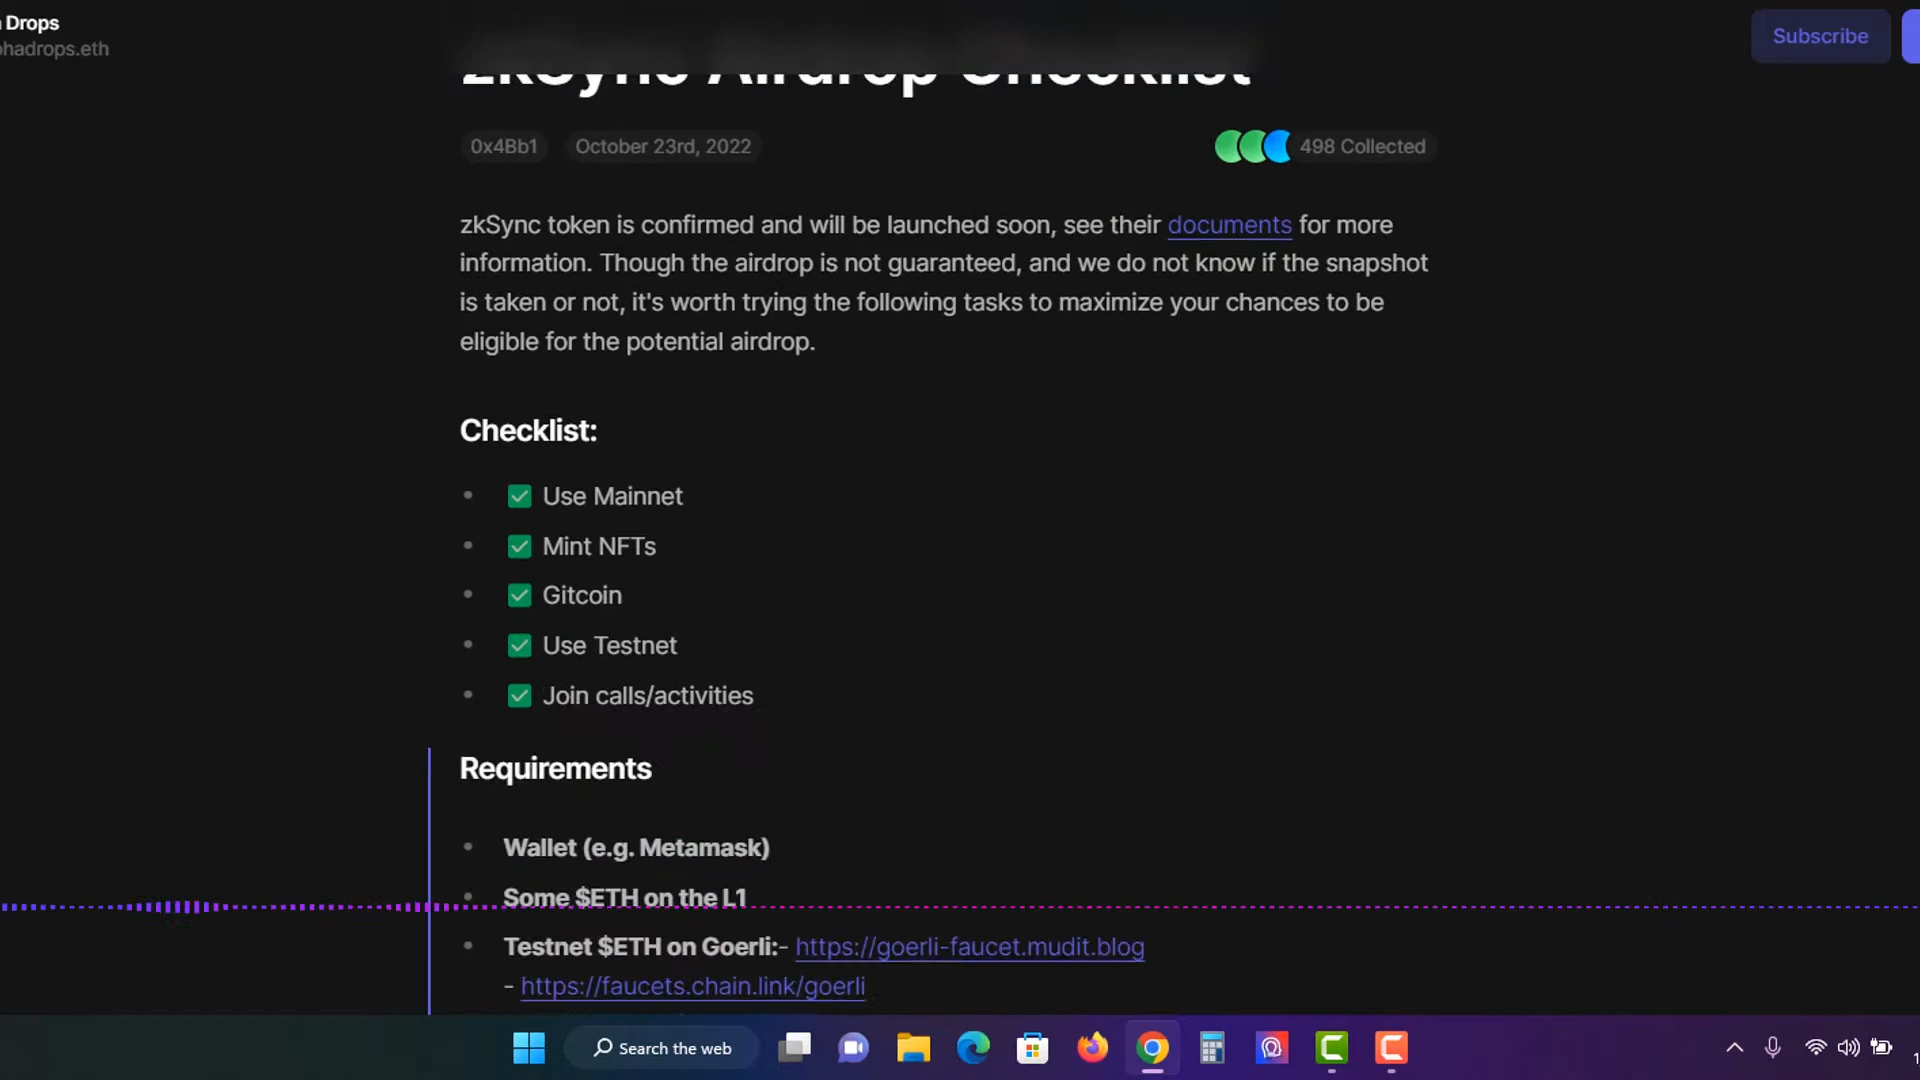 Drops
hadrops.eth
Subscribe
zkSync Airdrop Checklist
0x4Bb1
October 23rd, 2022
498 Collected
zkSync token is confirmed and will be launched soon, see their documents for more
information. Though the airdrop is not guaranteed, and we do not know if the snapshot
is taken or not, it's worth trying the following tasks to maximize your chances to be
eligible for the potential airdrop.
Checklist:
Use Mainnet
Mint NFTs
Gitcoin
Use Testnet
Join calls/activities
Requirements
Wallet (e.g. Metamask)
Some $ETH on the L1
Testnet $ETH on Goerli:- https://goerli-faucet.mudit.blog
- https://faucets.chain.link/goerli
Search the web